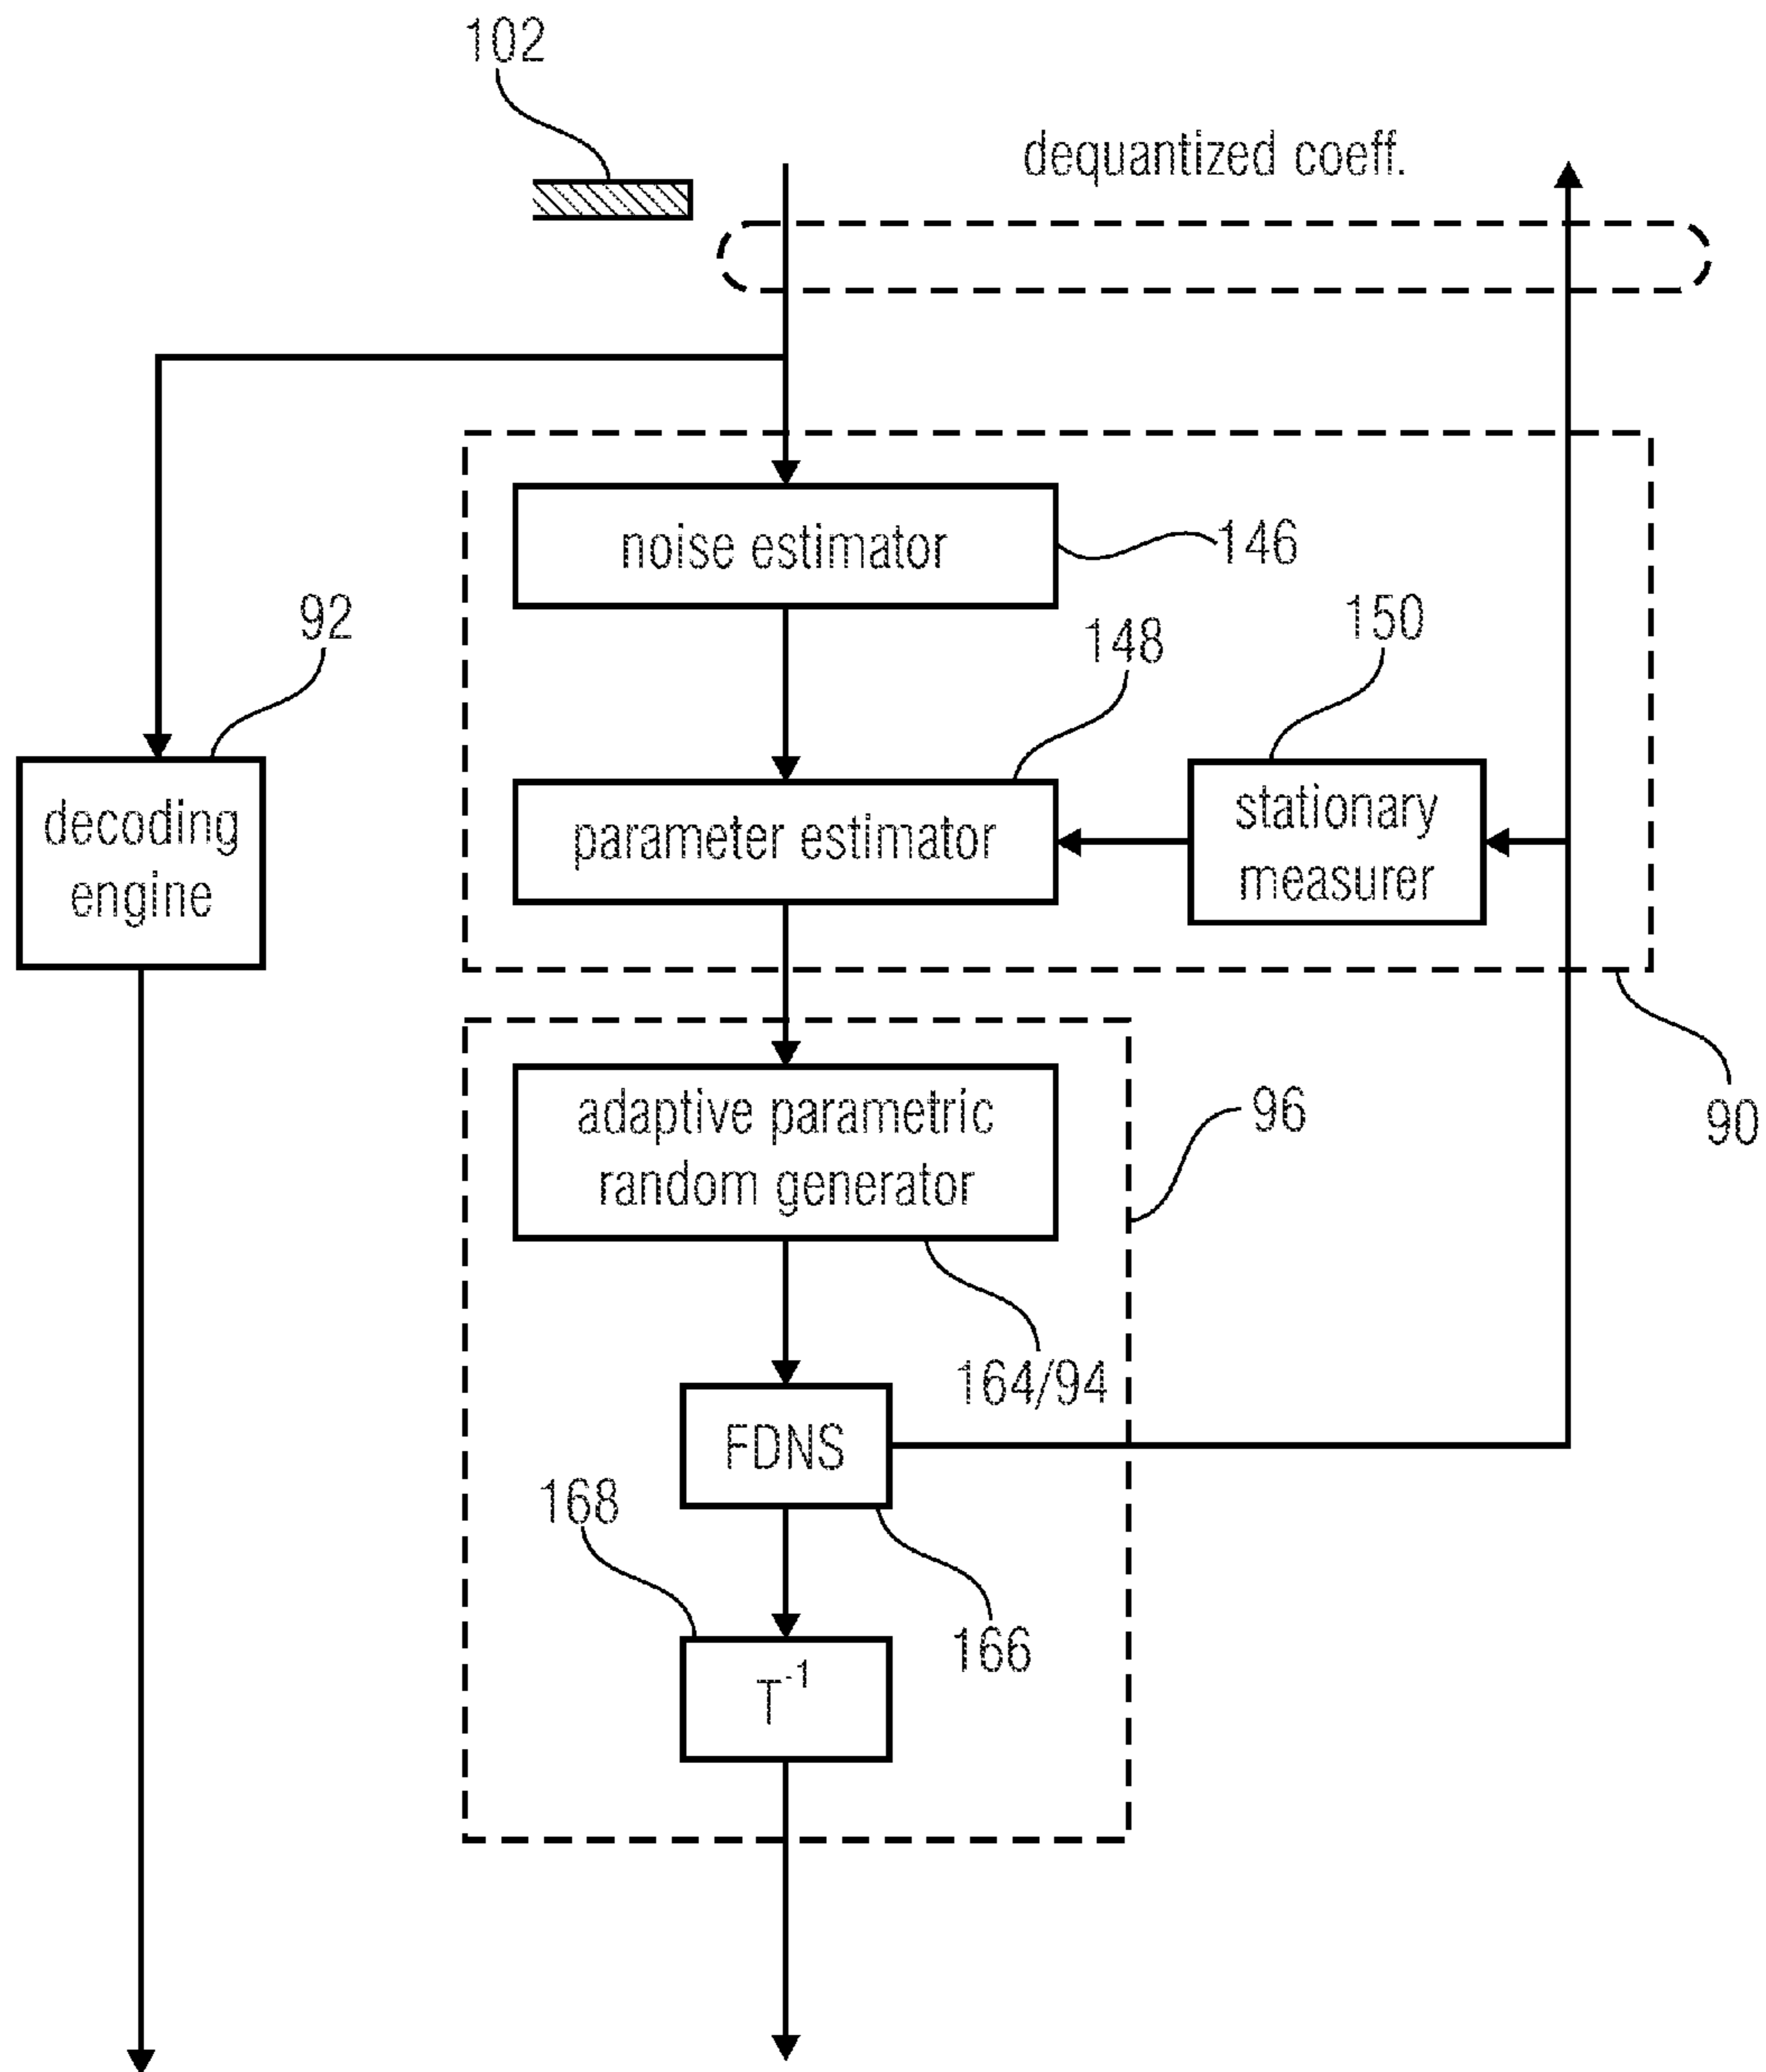 102
dequantized coeff.
noise estimator
146
92
148
150
decoding
engine
parameter estimator
stationary
measurer
adaptive parametric
random generator
96
90
164/94
FDNS
168
166
T⁻¹